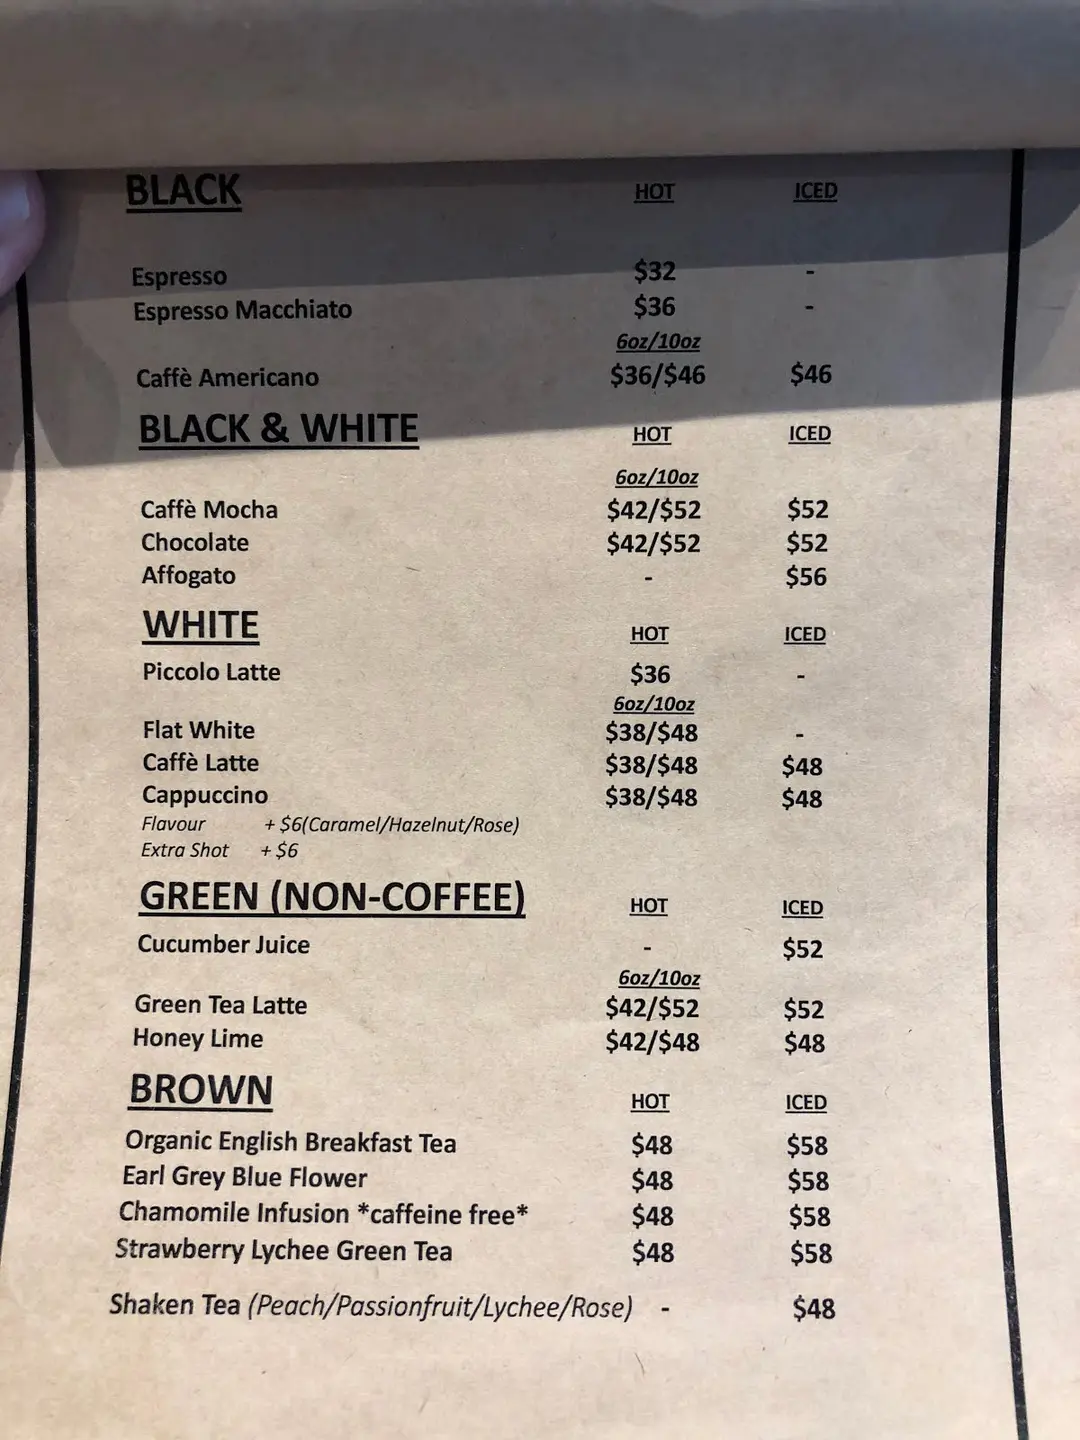 BLACK HOT ICED
Espresso $32 -
Espresso Macchiato $36 -
6oz/10oz
Caffè Americano $36/$46 $46
BLACK & WHITE HOT ICED
6oz/10oz
Caffè Mocha $42/$52 $52
Chocolate $42/$52 $52
Affogato - $56
WHITE HOT ICED
Piccolo Latte $36 -
6oz/10oz
Flat White $38/$48 -
Caffè Latte $38/$48 $48
Cappuccino $38/$48 $48
Flavour + $6(Caramel/Hazelnut/Rose)
Extra Shot + $6
GREEN (NON-COFFEE) HOT ICED
Cucumber Juice - $52
6oz/10oz
Green Tea Latte $42/$52 $52
Honey Lime $42/$48 $48
BROWN HOT ICED
Organic English Breakfast Tea $48 $58
Earl Grey Blue Flower $48 $58
Chamomile Infusion *caffeine free* $48 $58
Strawberry Lychee Green Tea $48 $58
Shaken Tea (Peach/Passionfruit/Lychee/Rose) - $48